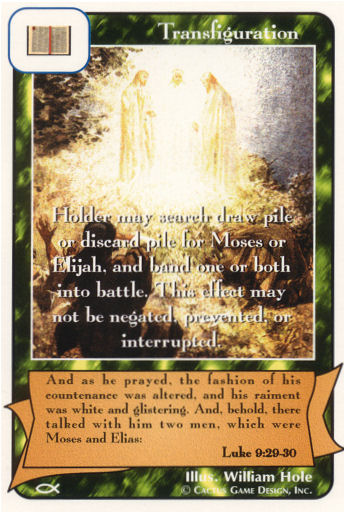 Transfiguration
Holder may search draw pile
or discard pile for Moses or
Elijah, and band one or both
into battle. This effect may
not be negated, prevented, or
interrupted.
And as he prayed, the fashion of his
countenance was altered, and his raiment
was white and glistering. And, behold, there
talked with him two men, which were
Moses and Elias:
Luke 9:29-30
Illus. William Hole
© Cactus Game Design, Inc.